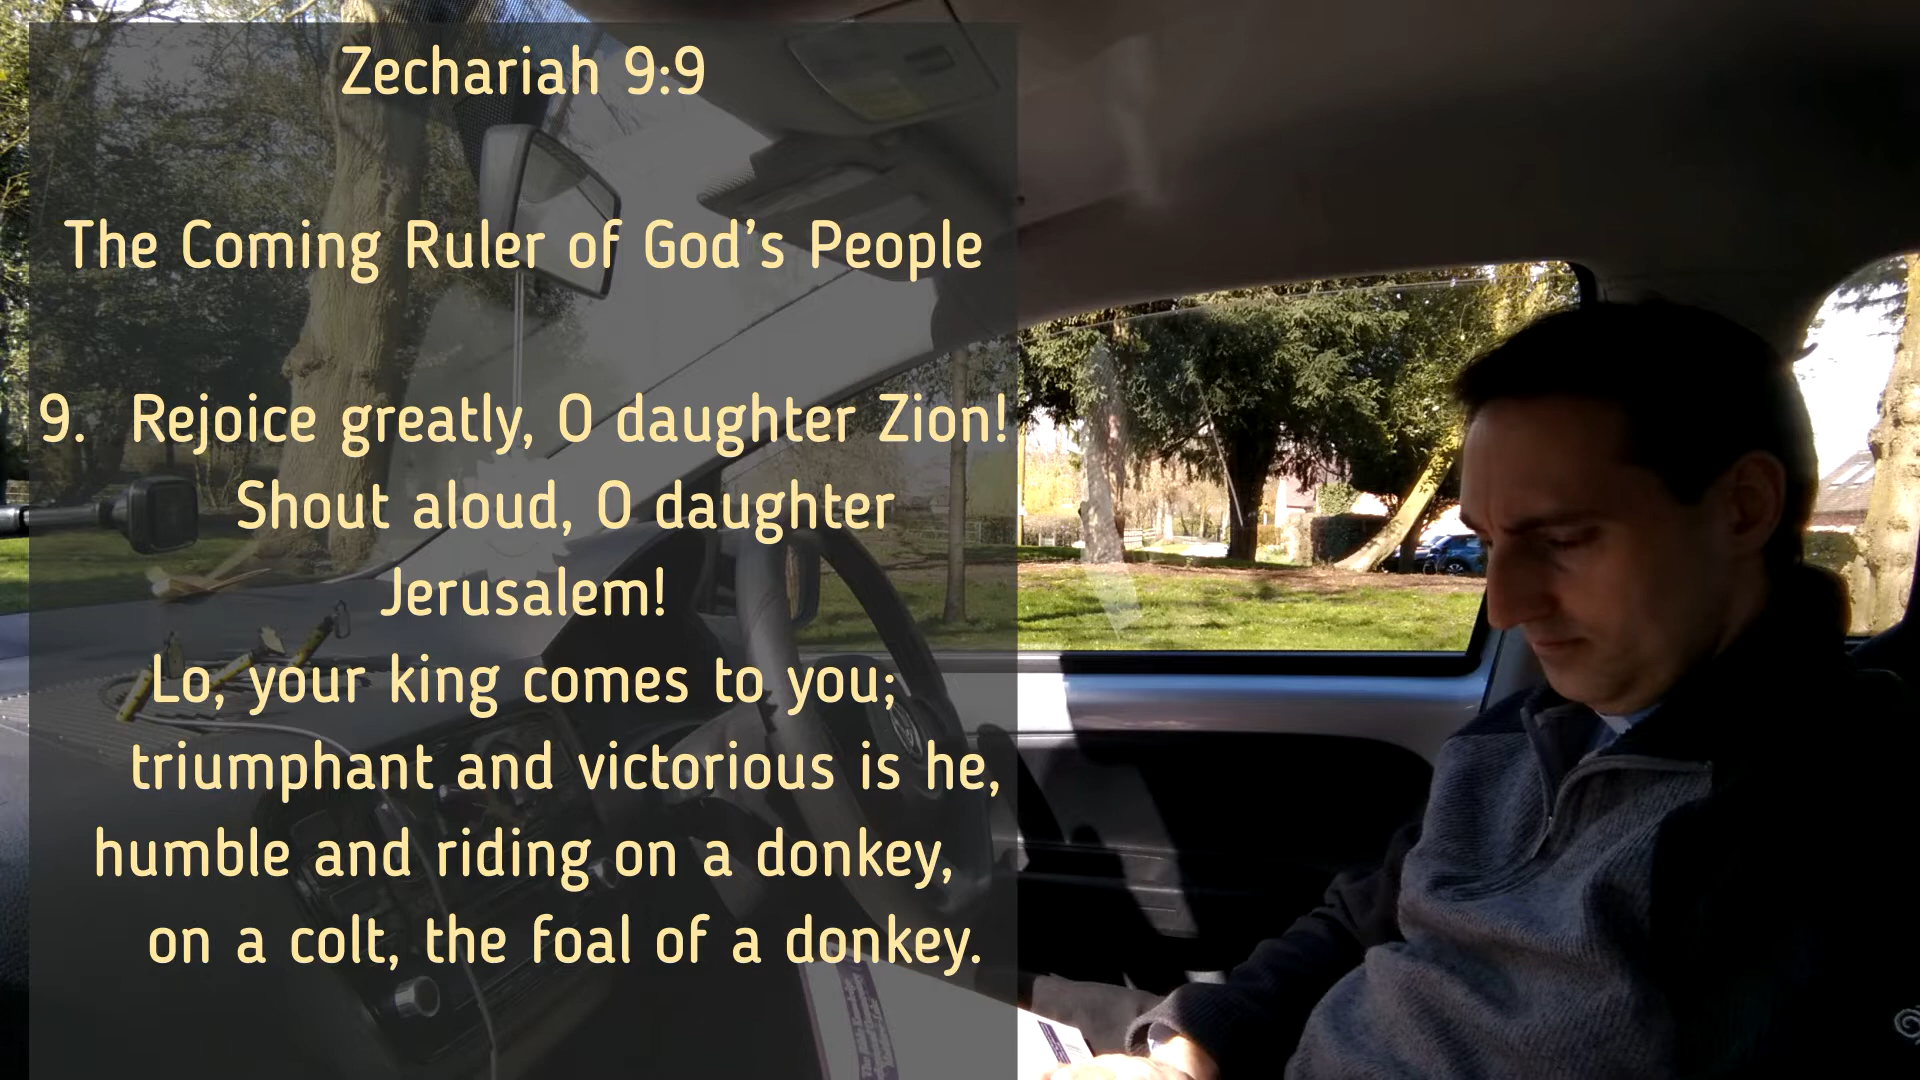 Zechariah 9:9
The Coming Ruler of God’s People
9. Rejoice greatly, O daughter Zion!
Shout aloud, O daughter
Jerusalem!
Lo, your king comes to you;
triumphant and victorious is he,
humble and riding on a donkey,
on a colt, the foal of a donkey.